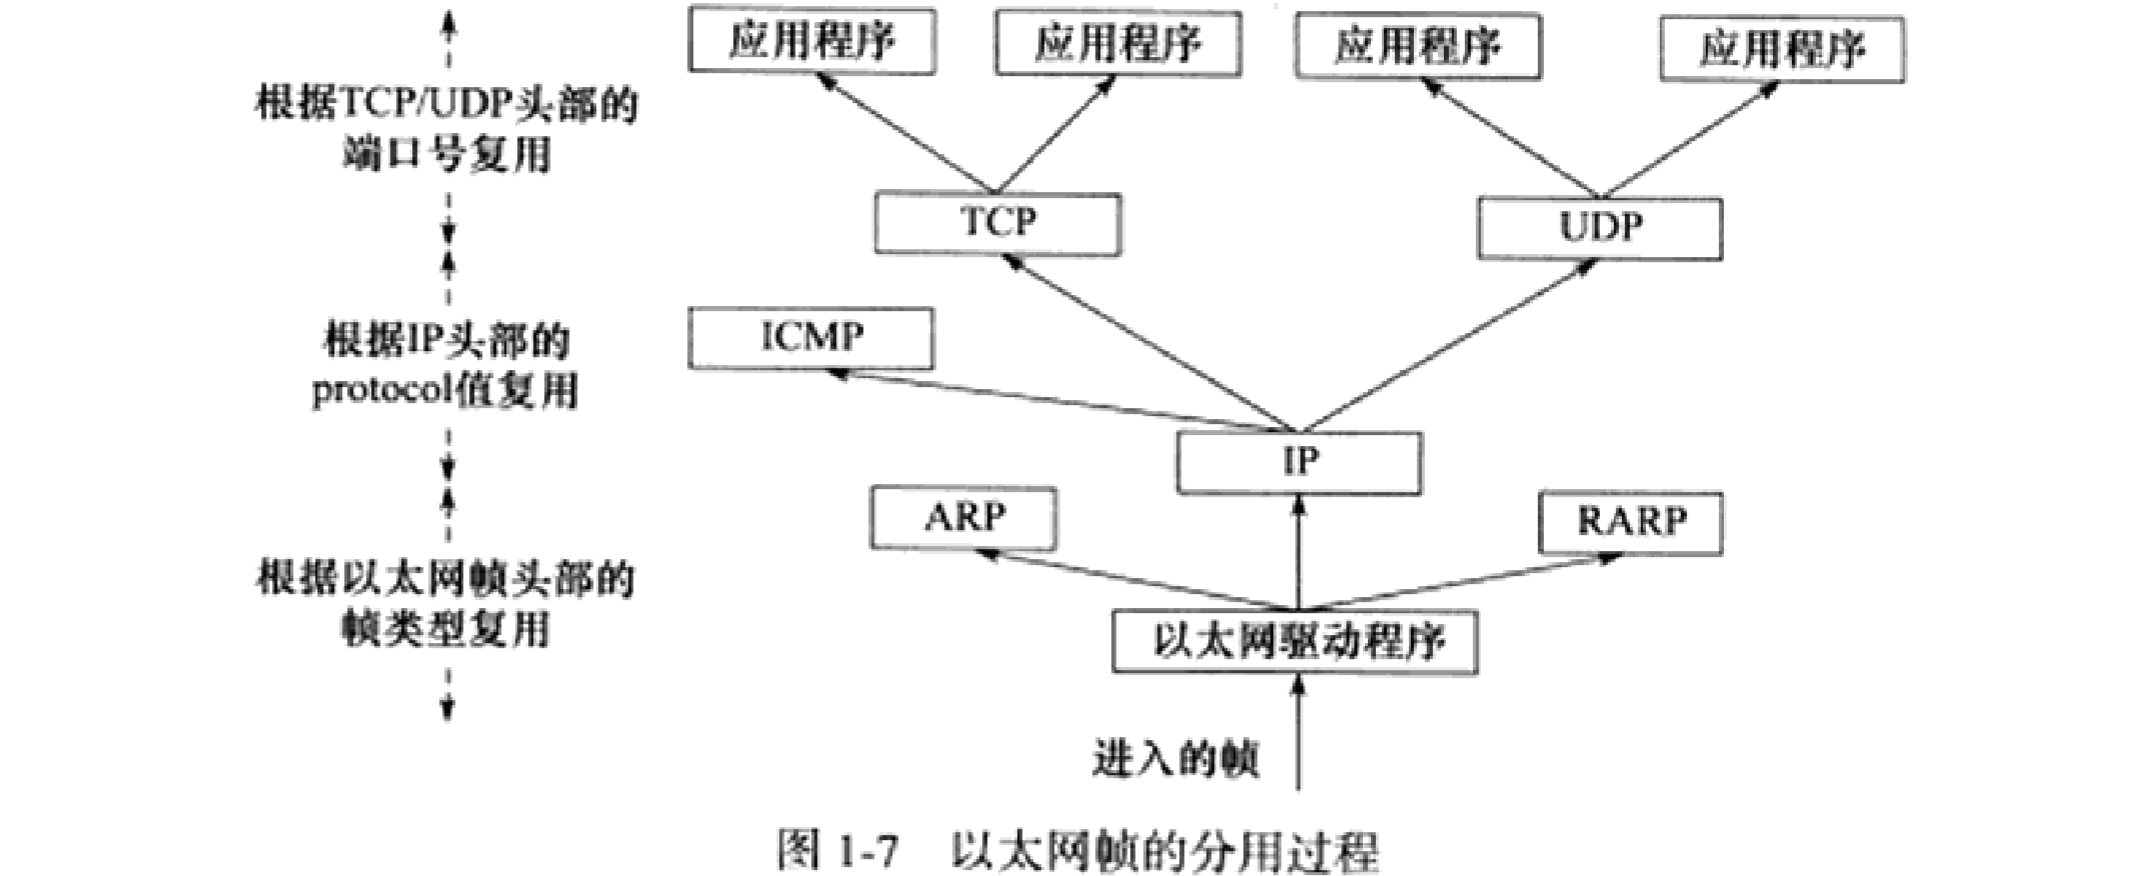 应用程序 应用程序 应用程序 应用程序
根据TCP/UDP头部的
端口号复用
TCP UDP
ICMP
根据IP头部的
protocol值复用
IP
ARP RARP
根据以太网帧头部的
帧类型复用
以太网驱动程序
进入的帧
图 1-7 以太网帧的分用过程